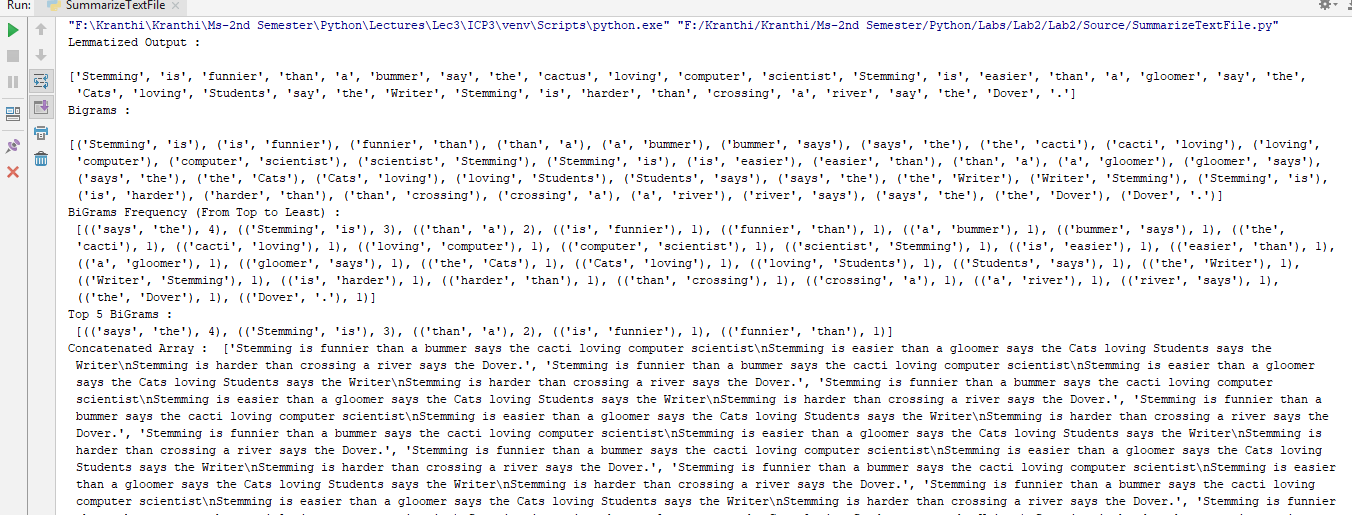 Run: SummarizeTextFile ×
"F:\Kranthi\Kranthi\Ms-2nd Semester\Python\Lectures\Lec3\ICP3\venv\Scripts\python.exe" "F:/Kranthi/Kranthi/Ms-2nd Semester/Python/Labs/Lab2/Lab2/Source/SummarizeTextFile.py"
Lemmatized Output :
['Stemming', 'is', 'funnier', 'than', 'a', 'bummer', 'say', 'the', 'cactus', 'loving', 'computer', 'scientist', 'Stemming', 'is', 'easier', 'than', 'a', 'gloomer', 'say', 'the',
'Cats', 'loving', 'Students', 'say', 'the', 'Writer', 'Stemming', 'is', 'harder', 'than', 'crossing', 'a', 'river', 'say', 'the', 'Dover', '.']
Bigrams :
[('Stemming', 'is'), ('is', 'funnier'), ('funnier', 'than'), ('than', 'a'), ('a', 'bummer'), ('bummer', 'says'), ('says', 'the'), ('the', 'cacti'), ('cacti', 'loving'), ('loving',
'computer'), ('computer', 'scientist'), ('scientist', 'Stemming'), ('Stemming', 'is'), ('is', 'easier'), ('easier', 'than'), ('than', 'a'), ('a', 'gloomer'), ('gloomer', 'says'),
('says', 'the'), ('the', 'Cats'), ('Cats', 'loving'), ('loving', 'Students'), ('Students', 'says'), ('says', 'the'), ('the', 'Writer'), ('Writer', 'Stemming'), ('Stemming', 'is'),
('is', 'harder'), ('harder', 'than'), ('than', 'crossing'), ('crossing', 'a'), ('a', 'river'), ('river', 'says'), ('says', 'the'), ('the', 'Dover'), ('Dover', '.')]
BiGrams Frequency (From Top to Least) :
[(('says', 'the'), 4), (('Stemming', 'is'), 3), (('than', 'a'), 2), (('is', 'funnier'), 1), (('funnier', 'than'), 1), (('a', 'bummer'), 1), (('bummer', 'says'), 1), (('the',
'cacti'), 1), (('cacti', 'loving'), 1), (('loving', 'computer'), 1), (('computer', 'scientist'), 1), (('scientist', 'Stemming'), 1), (('is', 'easier'), 1), (('easier', 'than'), 1),
(('a', 'gloomer'), 1), (('gloomer', 'says'), 1), (('the', 'Cats'), 1), (('Cats', 'loving'), 1), (('loving', 'Students'), 1), (('Students', 'says'), 1), (('the', 'Writer'), 1),
(('Writer', 'Stemming'), 1), (('is', 'harder'), 1), (('harder', 'than'), 1), (('than', 'crossing'), 1), (('crossing', 'a'), 1), (('a', 'river'), 1), (('river', 'says'), 1),
(('the', 'Dover'), 1), (('Dover', '.'), 1)]
Top 5 BiGrams :
[(('says', 'the'), 4), (('Stemming', 'is'), 3), (('than', 'a'), 2), (('is', 'funnier'), 1), (('funnier', 'than'), 1)]
Concatenated Array :  ['Stemming is funnier than a bummer says the cacti loving computer scientist\nStemming is easier than a gloomer says the Cats loving Students says the
Writer\nStemming is harder than crossing a river says the Dover.', 'Stemming is funnier than a bummer says the cacti loving computer scientist\nStemming is easier than a gloomer
says the Cats loving Students says the Writer\nStemming is harder than crossing a river says the Dover.', 'Stemming is funnier than a bummer says the cacti loving computer
scientist\nStemming is easier than a gloomer says the Cats loving Students says the Writer\nStemming is harder than crossing a river says the Dover.', 'Stemming is funnier than a
bummer says the cacti loving computer scientist\nStemming is easier than a gloomer says the Cats loving Students says the Writer\nStemming is harder than crossing a river says the
Dover.', 'Stemming is funnier than a bummer says the cacti loving computer scientist\nStemming is easier than a gloomer says the Cats loving Students says the Writer\nStemming is
harder than crossing a river says the Dover.', 'Stemming is funnier than a bummer says the cacti loving computer scientist\nStemming is easier than a gloomer says the Cats loving
Students says the Writer\nStemming is harder than crossing a river says the Dover.', 'Stemming is funnier than a bummer says the cacti loving computer scientist\nStemming is easier
than a gloomer says the Cats loving Students says the Writer\nStemming is harder than crossing a river says the Dover.', 'Stemming is funnier than a bummer says the cacti loving
computer scientist\nStemming is easier than a gloomer says the Cats loving Students says the Writer\nStemming is harder than crossing a river says the Dover.', 'Stemming is funnier